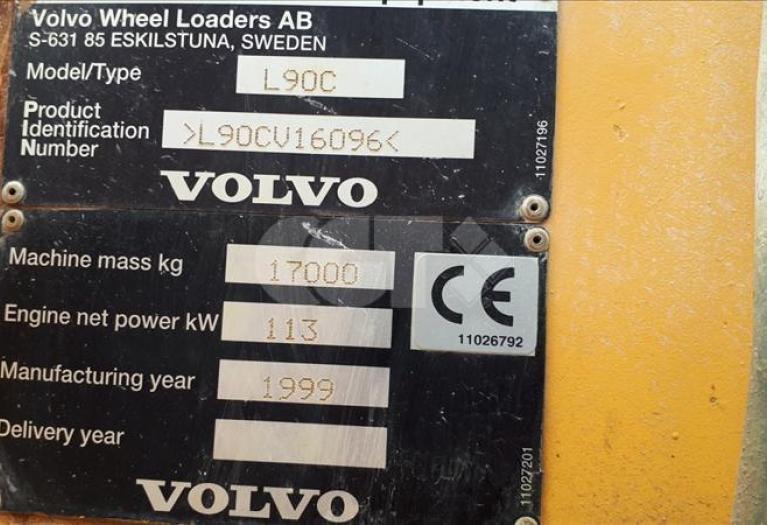 Volvo Wheel Loaders AB
S-631 85 ESKILSTUNA, SWEDEN
Model/Type L90C
Product
Identification
Number >L90CV16096<
11027196
VOLVO
Machine mass kg 17000
Engine net power kW 113
Manufacturing year 1999
Delivery year
CE
11026792
11027201
VOLVO